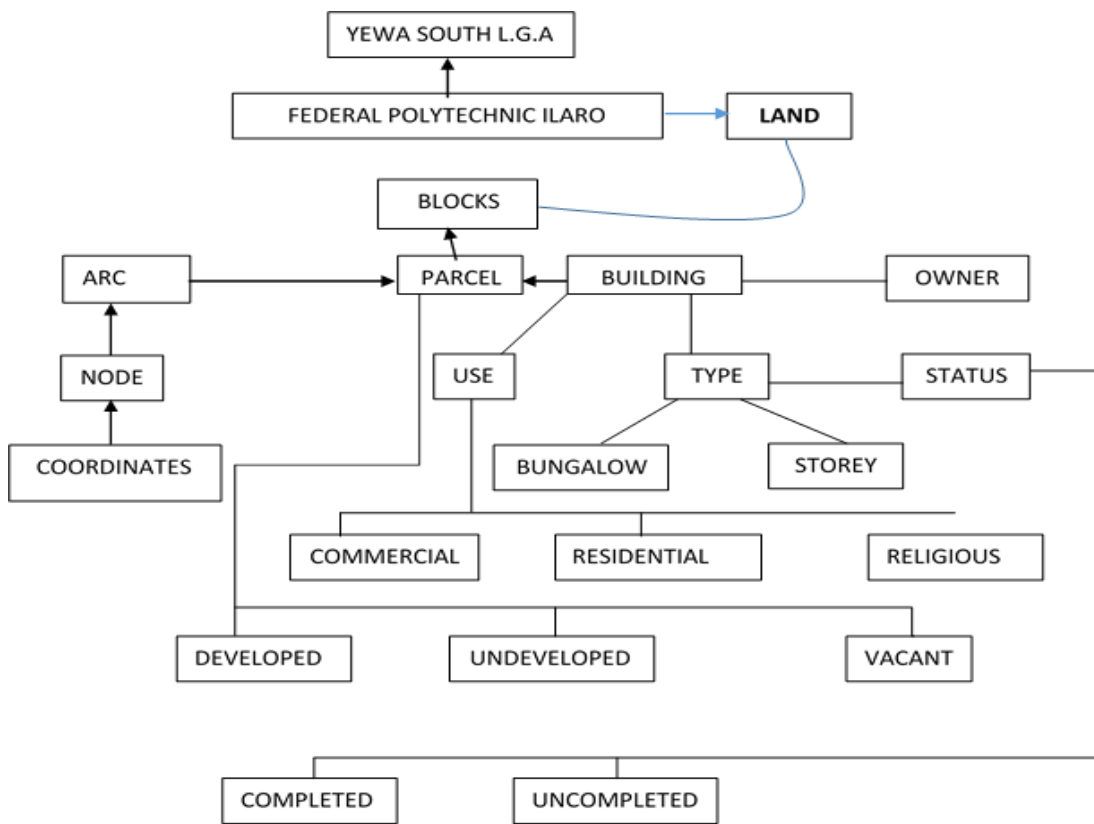 YEWA SOUTH L.G.A
FEDERAL POLYTECHNIC ILARO
LAND
BLOCKS
ARC
PARCEL
BUILDING
OWNER
NODE
USE
TYPE
STATUS
COORDINATES
BUNGALOW
STOREY
COMMERCIAL
RESIDENTIAL
RELIGIOUS
DEVELOPED
UNDEVELOPED
VACANT
COMPLETED
UNCOMPLETED